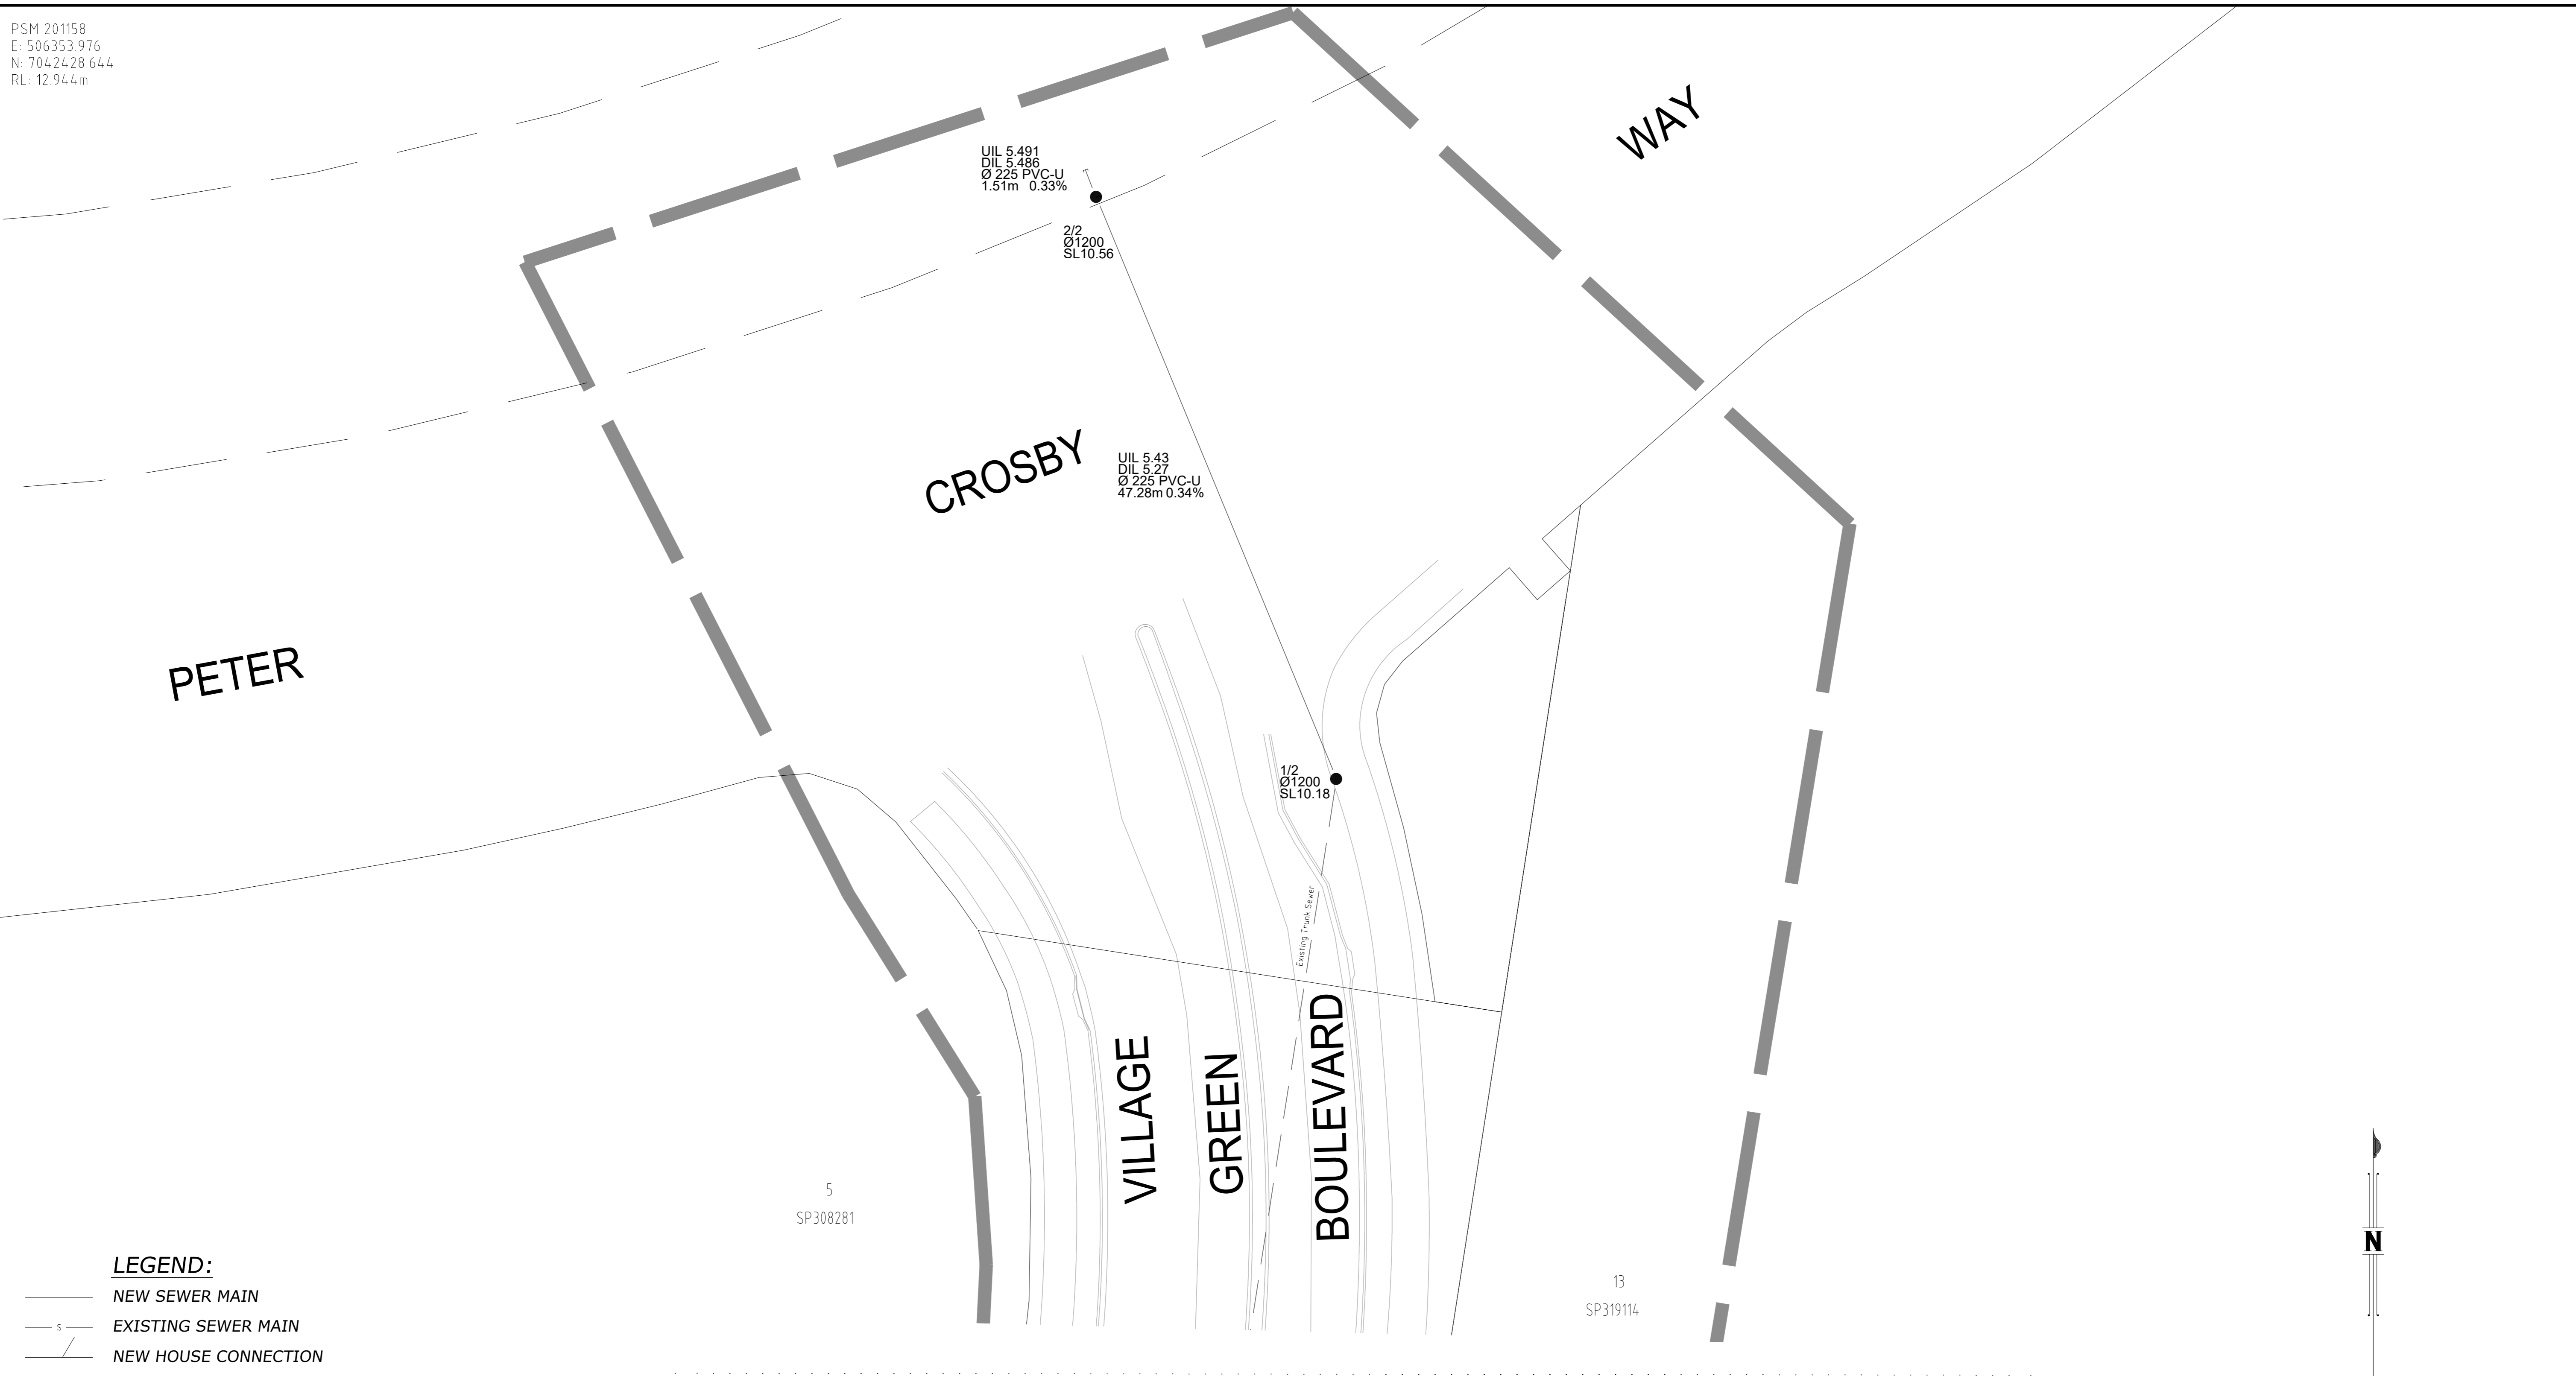 PSM 201158
E: 506353.976
N: 7042428.644
RL: 12.944m
WAY
UIL 5.491
DIL 5.486
Ø 225 PVC-U
1.51m 0.33%
2/2
Ø1200
SL10.56
CROSBY
UIL 5.43
DIL 5.27
Ø 225 PVC-U
47.28m 0.34%
PETER
1/2
Ø1200
SL10.18
Existing Trunk Sewer
VILLAGE
GREEN
BOULEVARD
5
SP308281
13
SP319114
N
LEGEND:
NEW SEWER MAIN
S
EXISTING SEWER MAIN
NEW HOUSE CONNECTION